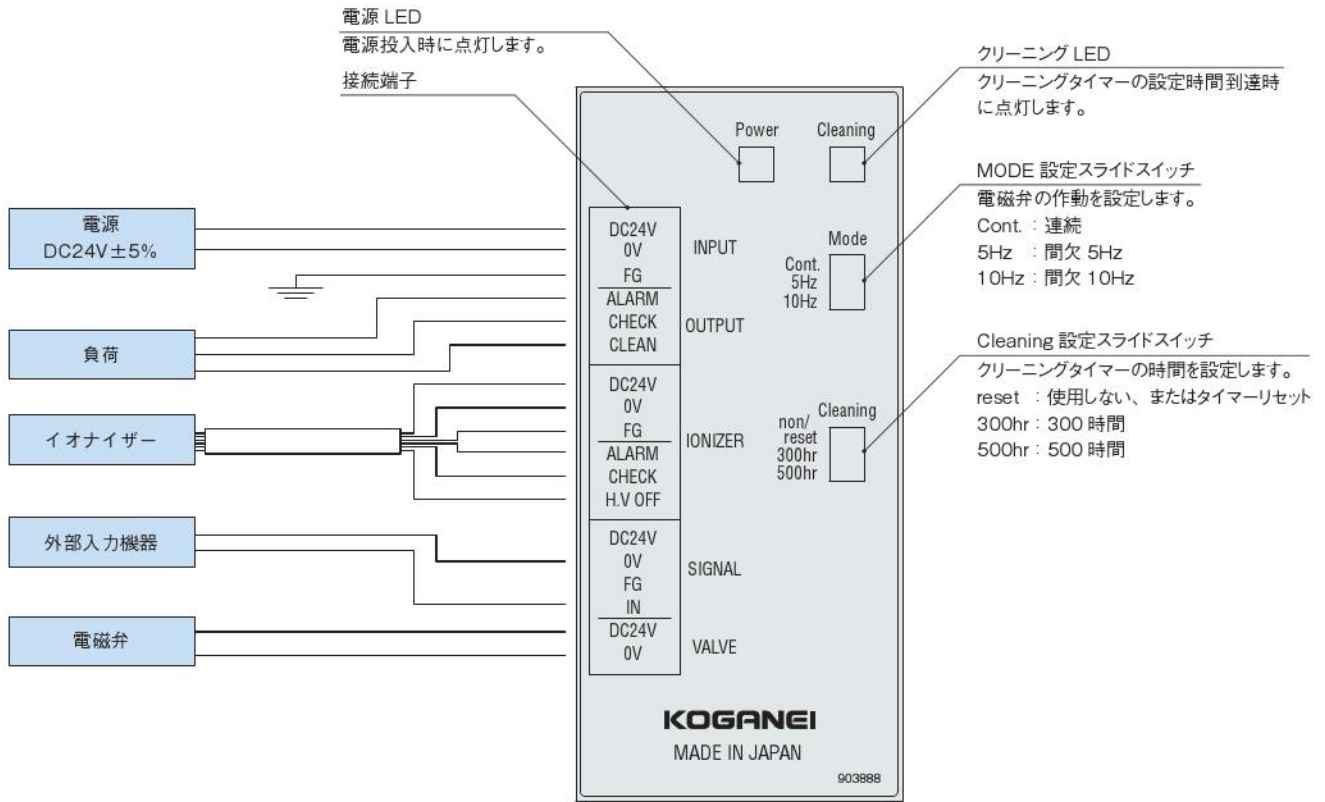 電源 LED
電源投入時に点灯します。
接続端子
クリーニング LED
クリーニングタイマーの設定時間到達時
に点灯します。
MODE 設定スライドスイッチ
電磁弁の作動を設定します。
Cont. : 連続
5Hz : 間欠 5Hz
10Hz : 間欠 10Hz
Cleaning 設定スライドスイッチ
クリーニングタイマーの時間を設定します。
reset : 使用しない、またはタイマーリセット
300hr : 300 時間
500hr : 500 時間
電源
DC24V±5%
負荷
イオナイザー
外部入力機器
電磁弁
Power
Cleaning
DC24V
0V
FG
INPUT
ALARM
CHECK
CLEAN
OUTPUT
DC24V
0V
FG
ALARM
CHECK
H.V OFF
IONIZER
DC24V
0V
FG
IN
SIGNAL
DC24V
0V
VALVE
Mode
Cont.
5Hz
10Hz
Cleaning
non/
reset
300hr
500hr
KOGANEI
MADE IN JAPAN
903888